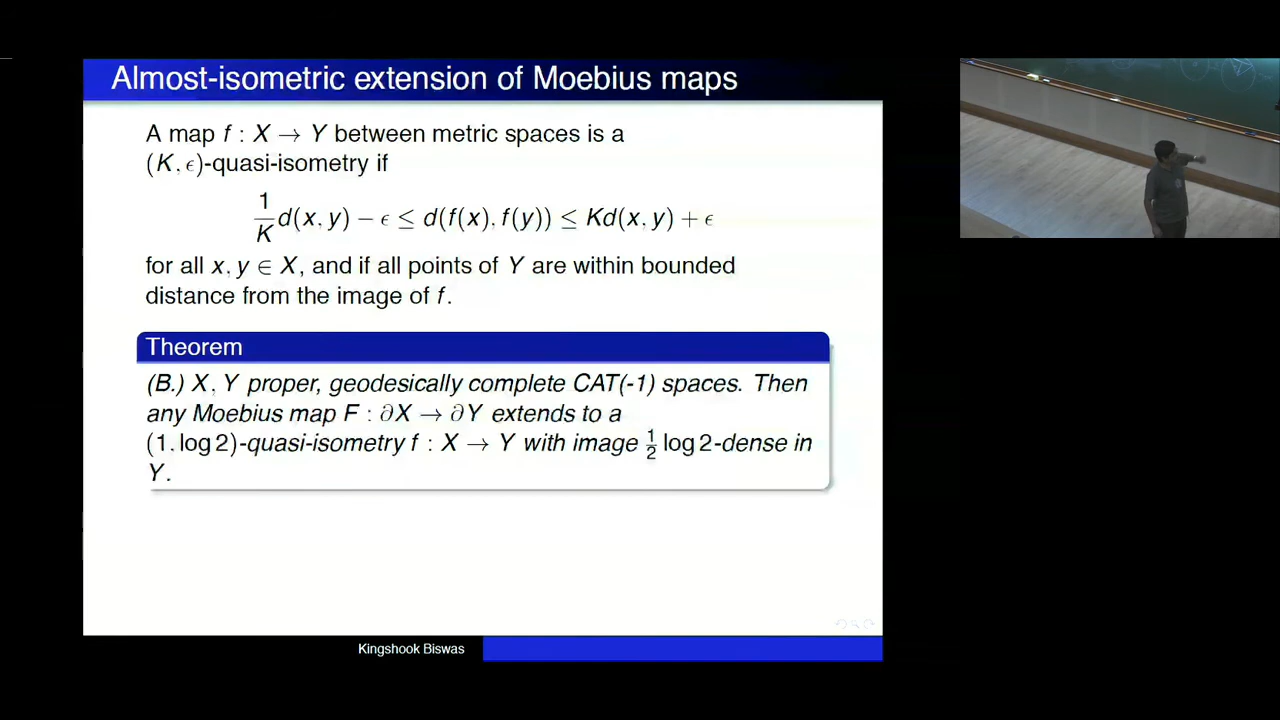 Almost-isometric extension of Moebius maps
A map f : X → Y between metric spaces is a
(K, ϵ)-quasi-isometry if
1/K d(x, y) − ϵ ≤ d(f(x), f(y)) ≤ Kd(x, y) + ϵ
for all x, y ∈ X, and if all points of Y are within bounded
distance from the image of f.
Theorem
(B.) X, Y proper, geodesically complete CAT(-1) spaces. Then
any Moebius map F : ∂X → ∂Y extends to a
(1, log 2)-quasi-isometry f : X → Y with image 1/2 log 2-dense in
Y.
Kingshook Biswas